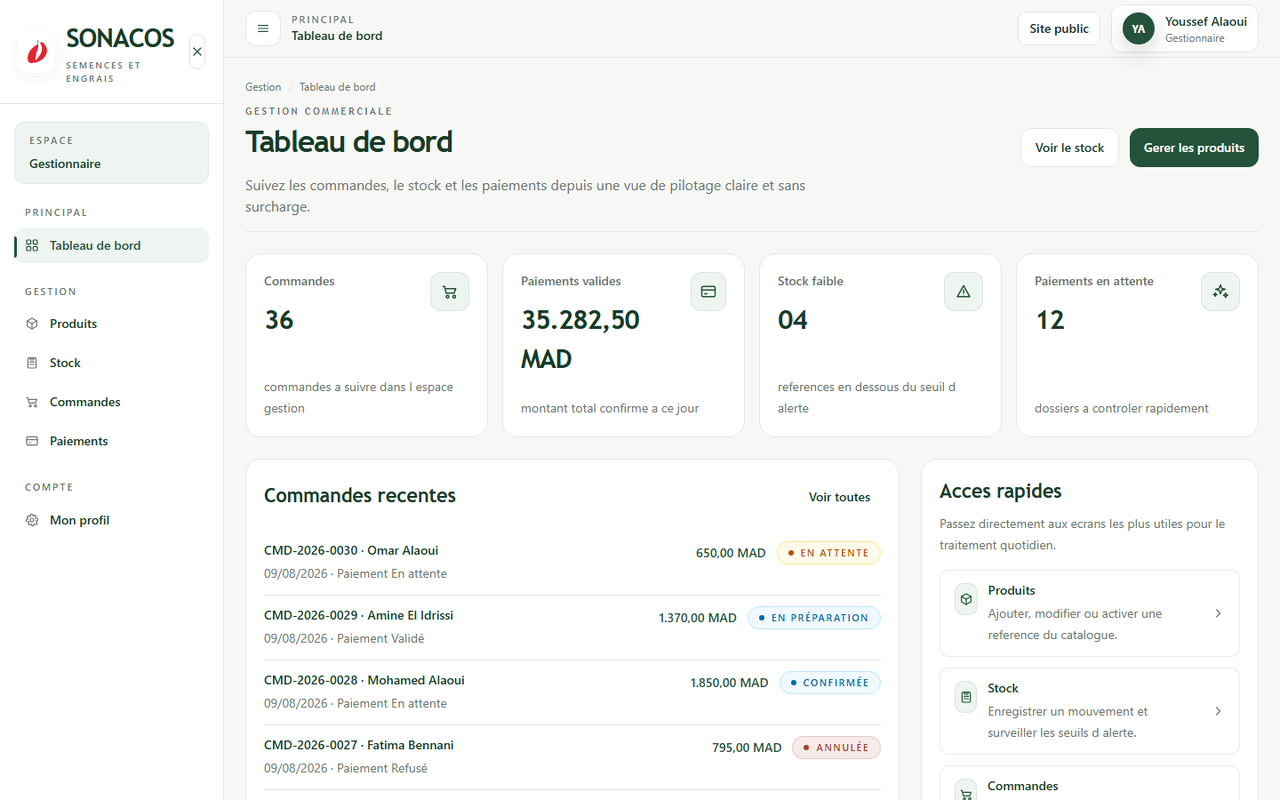 SONACOS
SEMENCES ET
ENGRAIS
ESPACE
Gestionnaire
PRINCIPAL
Tableau de bord
GESTION
Produits
Stock
Commandes
Paiements
COMPTE
Mon profil
PRINCIPAL
Tableau de bord
Site public
YA
Youssef Alaoui
Gestionnaire
Gestion / Tableau de bord
GESTION COMMERCIALE
Tableau de bord
Suivez les commandes, le stock et les paiements depuis une vue de pilotage claire et sans
surcharge.
Voir le stock
Gerer les produits
Commandes
36
commandes a suivre dans l espace
gestion
Paiements valides
35.282,50
MAD
montant total confirme a ce jour
Stock faible
04
references en dessous du seuil d
alerte
Paiements en attente
12
dossiers a controler rapidement
Commandes recentes
Voir toutes
CMD-2026-0030 · Omar Alaoui
09/08/2026 · Paiement En attente
650,00 MAD
EN ATTENTE
CMD-2026-0029 · Amine El Idrissi
09/08/2026 · Paiement Validé
1.370,00 MAD
EN PRÉPARATION
CMD-2026-0028 · Mohamed Alaoui
09/08/2026 · Paiement En attente
1.850,00 MAD
CONFIRMÉE
CMD-2026-0027 · Fatima Bennani
09/08/2026 · Paiement Refusé
795,00 MAD
ANNULÉE
Acces rapides
Passez directement aux ecrans les plus utiles pour le
traitement quotidien.
Produits
Ajouter, modifier ou activer une
reference du catalogue.
Stock
Enregistrer un mouvement et
surveiller les seuils d alerte.
Commandes